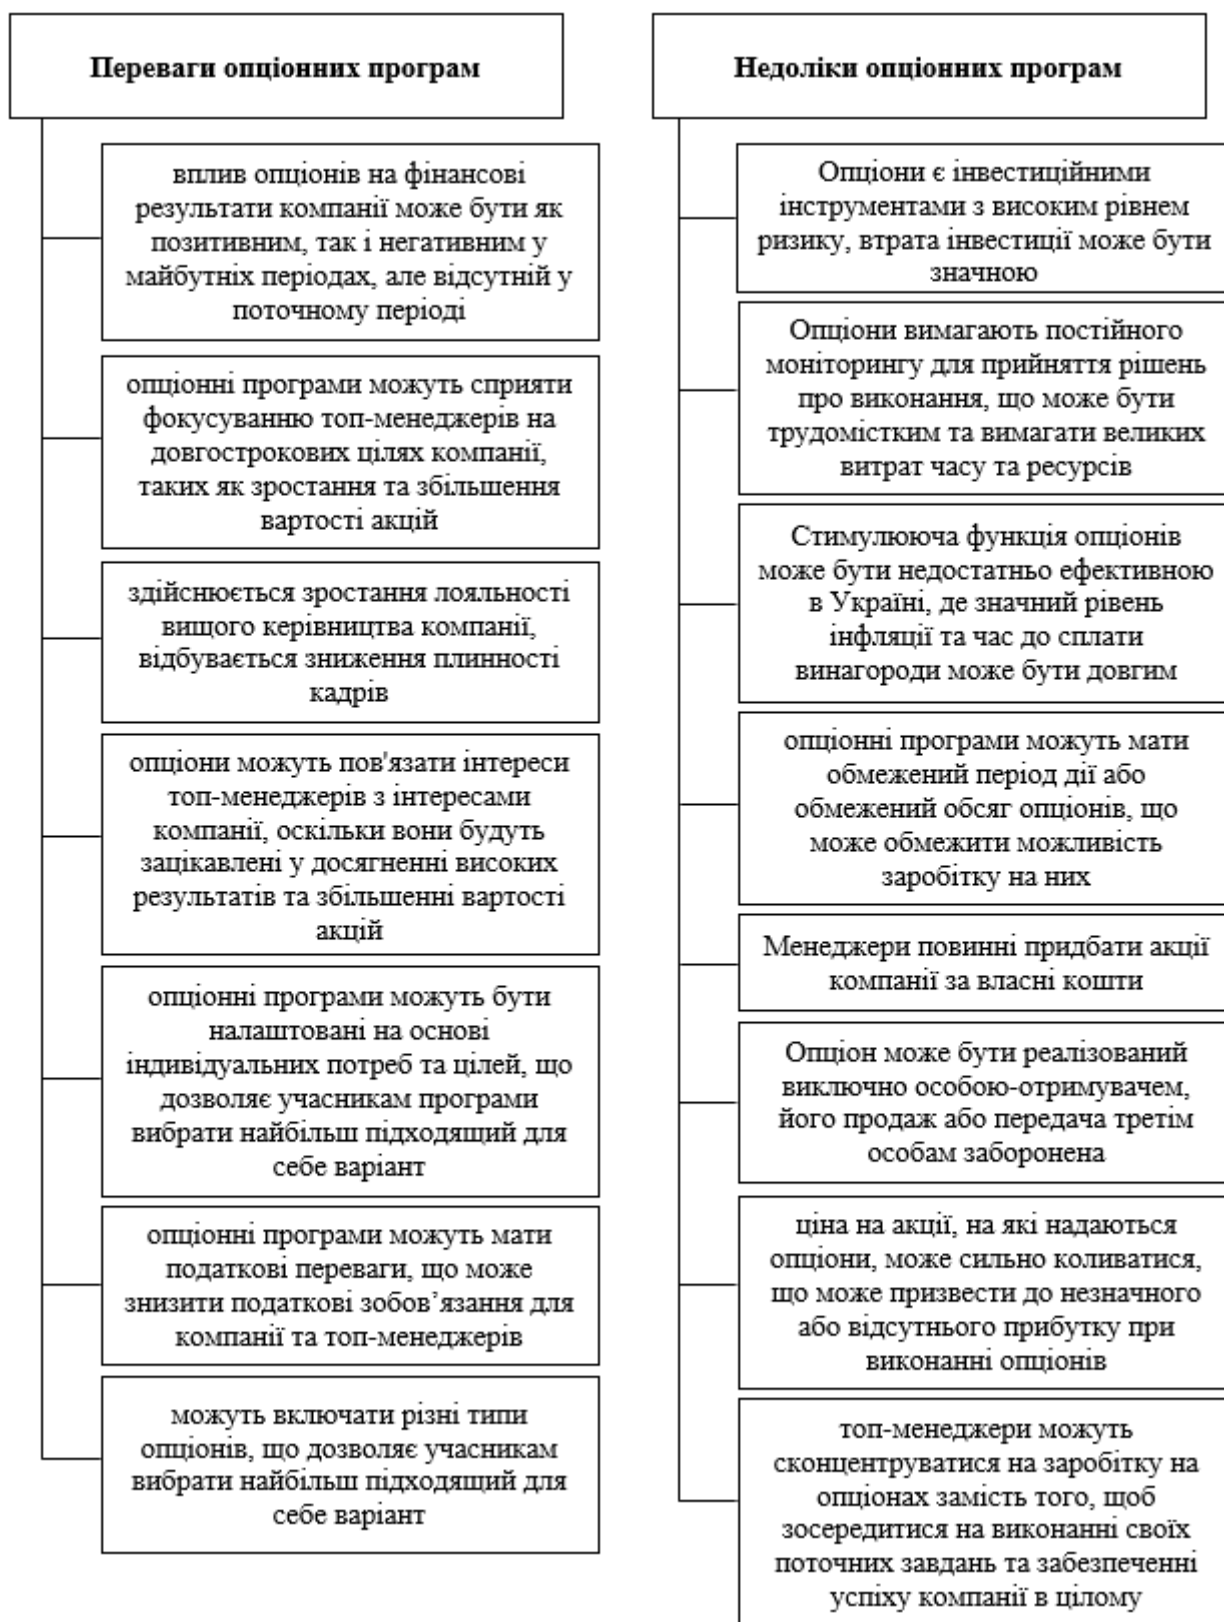 Переваги опціонних програм
вплив опціонів на фінансові
результати компанії може бути як
позитивним, так і негативним у
майбутніх періодах, але відсутній у
поточному періоді
опціонні програми можуть сприяти
фокусуванню топ-менеджерів на
довгострокових цілях компанії,
таких як зростання та збільшення
вартості акцій
здійснюється зростання лояльності
вищого керівництва компанії,
відбувається зниження плинності
кадрів
опціони можуть пов'язати інтереси
топ-менеджерів з інтересами
компанії, оскільки вони будуть
зацікавлені у досягненні високих
результатів та збільшенні вартості
акцій
опціонні програми можуть бути
налаштовані на основі
індивідуальних потреб та цілей, що
дозволяє учасникам програми
вибрати найбільш підходящий для
себе варіант
опціонні програми можуть мати
податкові переваги, що може
знизити податкові зобов’язання для
компанії та топ-менеджерів
можуть включати різні типи
опціонів, що дозволяє учасникам
вибрати найбільш підходящий для
себе варіант
Недоліки опціонних програм
Опціони є інвестиційними
інструментами з високим рівнем
ризику, втрата інвестиції може бути
значною
Опціони вимагають постійного
моніторингу для прийняття рішень
про виконання, що може бути
трудомістким та вимагати великих
витрат часу та ресурсів
Стимулююча функція опціонів
може бути недостатньо ефективною
в Україні, де значний рівень
інфляції та час до сплати
винагороди може бути довгим
опціонні програми можуть мати
обмежений період дії або
обмежений обсяг опціонів, що
може обмежити можливість
заробітку на них
Менеджери повинні придбати акції
компанії за власні кошти
Опціон може бути реалізований
виключно особою-отримувачем,
його продаж або передача третім
особам заборонена
ціна на акції, на які надаються
опціони, може сильно коливатися,
що може призвести до незначного
або відсутнього прибутку при
виконанні опціонів
топ-менеджери можуть
сконцентруватися на заробітку на
опціонах замість того, щоб
зосередитися на виконанні своїх
поточних завдань та забезпеченні
успіху компанії в цілому